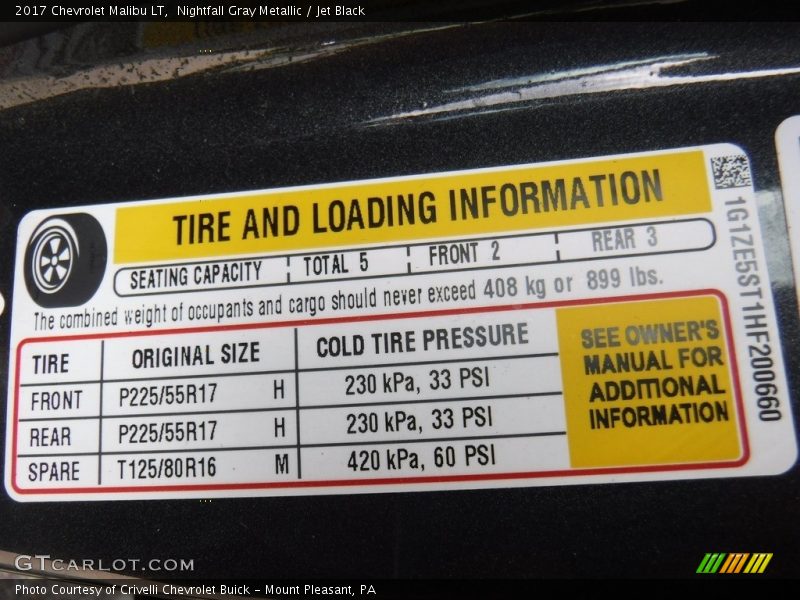 2017 Chevrolet Malibu LT, Nightfall Gray Metallic / Jet Black
TIRE AND LOADING INFORMATION
SEATING CAPACITY TOTAL 5 FRONT 2 REAR 3
The combined weight of occupants and cargo should never exceed 408 kg or 899 lbs.
TIRE ORIGINAL SIZE COLD TIRE PRESSURE
FRONT P225/55R17 H 230 kPa, 33 PSI
REAR P225/55R17 H 230 kPa, 33 PSI
SPARE T125/80R16 M 420 kPa, 60 PSI
SEE OWNER'S
MANUAL FOR
ADDITIONAL
INFORMATION
1G1ZE5ST1HF200660
GTCARLOT.COM
Photo Courtesy of Crivelli Chevrolet Buick - Mount Pleasant, PA